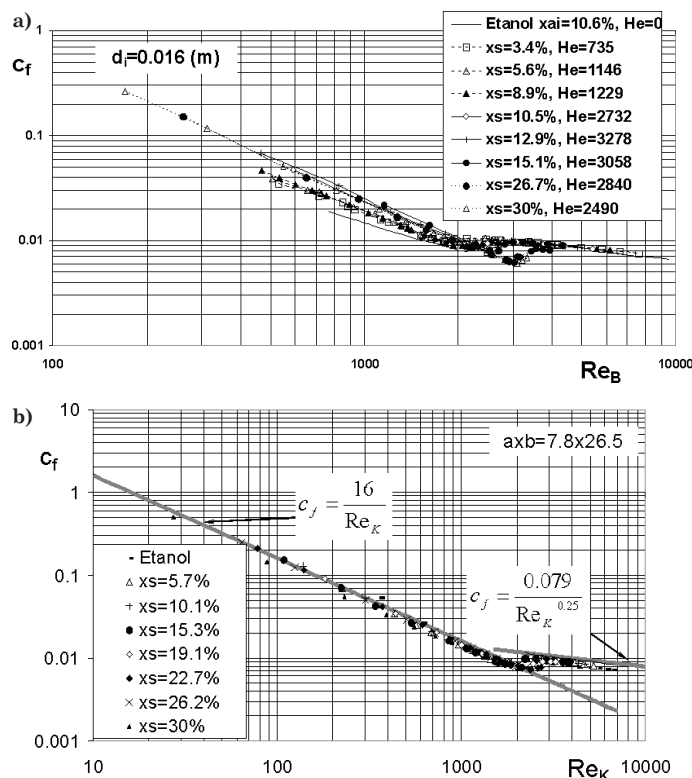 a)
1
0.1
0.01
0.001
cf
100
1000
10000
ReB
di=0.016 (m)
Etanol xai=10.6%, He=0
xs=3.4%, He=735
xs=5.6%, He=1146
xs=8.9%, He=1229
xs=10.5%, He=2732
xs=12.9%, He=3278
xs=15.1%, He=3058
xs=26.7%, He=2840
xs=30%, He=2490
b)
10
1
0.1
0.01
0.001
cf
10
100
1000
10000
ReK
axb=7.8x26.5
cf = 16 / ReK
cf = 0.079 / ReK^0.25
Etanol
xs=5.7%
xs=10.1%
xs=15.3%
xs=19.1%
xs=22.7%
xs=26.2%
xs=30%